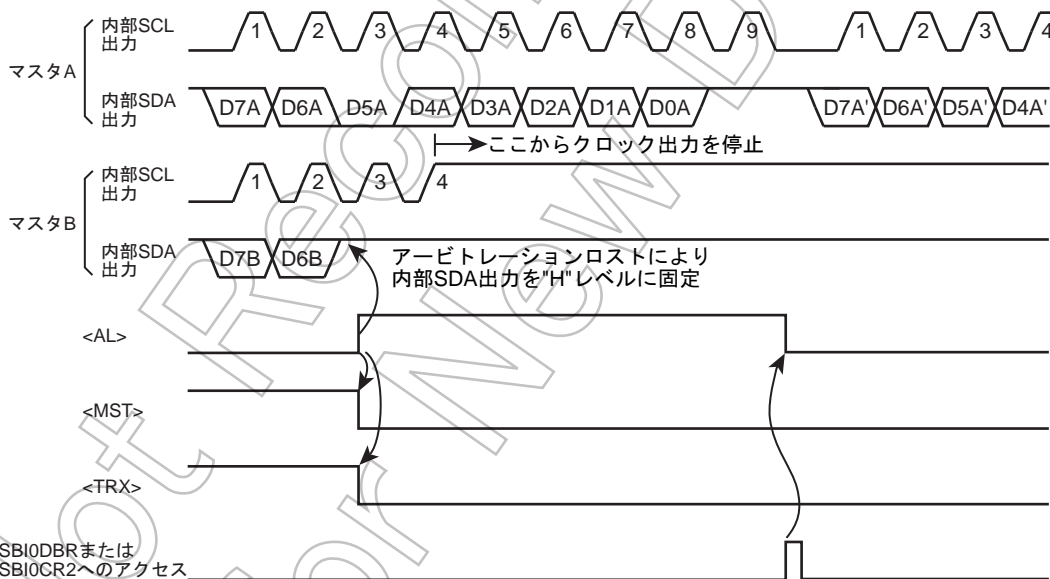 マスタA
内部SCL
出力
1 2 3 4 5 6 7 8 9 1 2 3 4
内部SDA
出力
D7A D6A D5A D4A D3A D2A D1A D0A D7A' D6A' D5A' D4A'
ここからクロック出力を停止
マスタB
内部SCL
出力
1 2 3 4
内部SDA
出力
D7B D6B
アービトレーションロストにより
内部SDA出力を"H"レベルに固定
<AL>
<MST>
<TRX>
SBI0DBRまたは
SBI0CR2へのアクセス
Not Recom
for New D